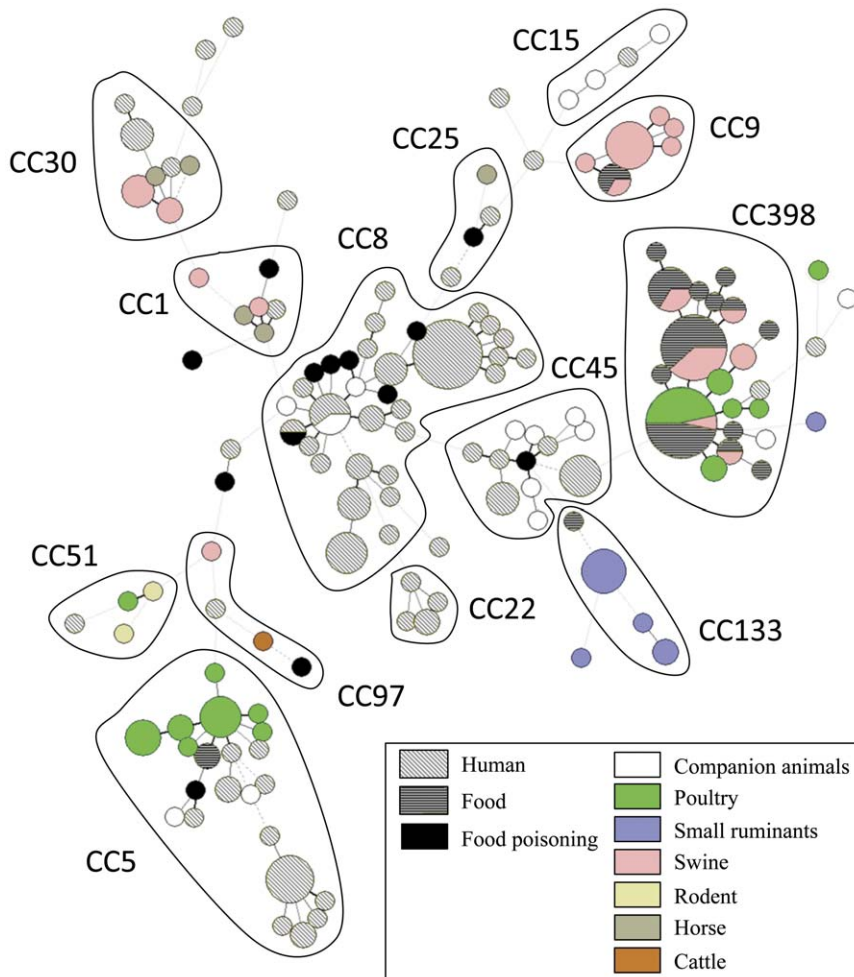 CC15
CC25
CC9
CC30
CC8
CC398
CC1
CC45
CC51
CC22
CC133
CC97
CC5
Human
Food
Food poisoning
Companion animals
Poultry
Small ruminants
Swine
Rodent
Horse
Cattle